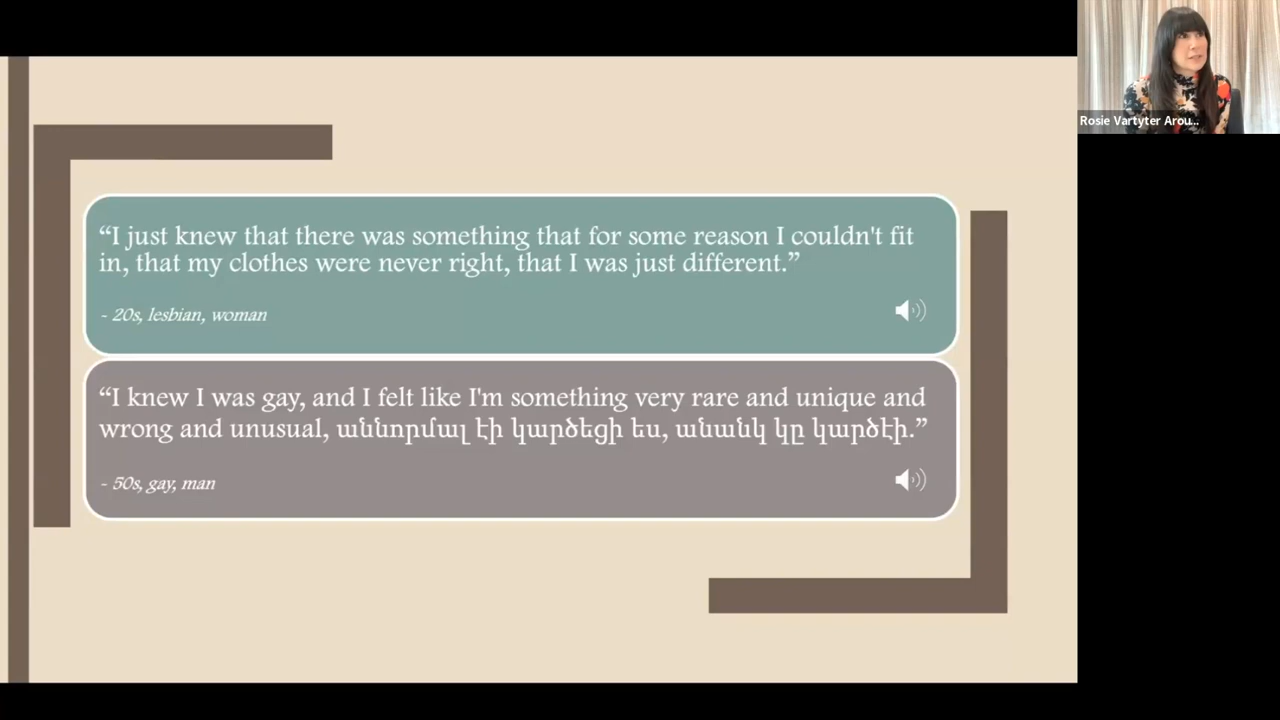 Rosie Vartyter Arou...
“I just knew that there was something that for some reason I couldn't fit
in, that my clothes were never right, that I was just different.”
- 20s, lesbian, woman
“I knew I was gay, and I felt like I'm something very rare and unique and
wrong and unusual, աննորմալ էի կարծեցի ես, անանկ կը կարծէի.”
- 50s, gay, man